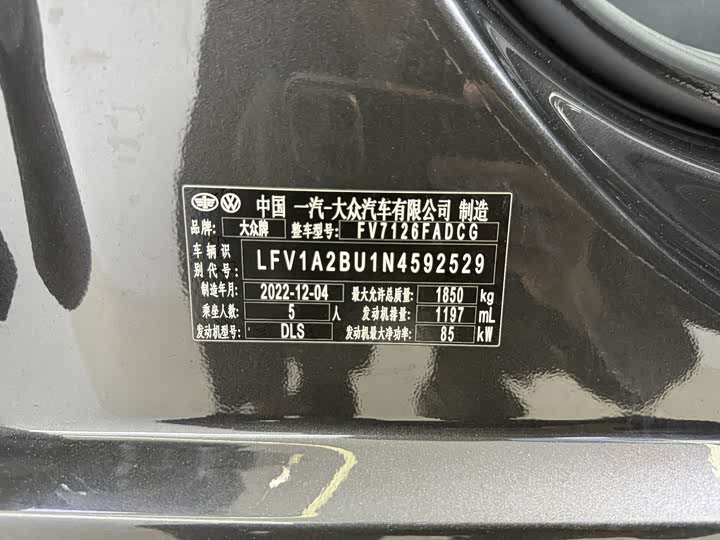 中国 一汽-大众汽车有限公司 制造
品牌: 大众牌 整车型号: FV7126FADCG
车辆识别代号: LFV1A2BU1N4592529
制造年月: 2022-12-04 最大允许总质量: 1850 kg
乘座人数: 5 人 发动机排量: 1197 mL
发动机型号: DLS 发动机最大净功率: 85 kW